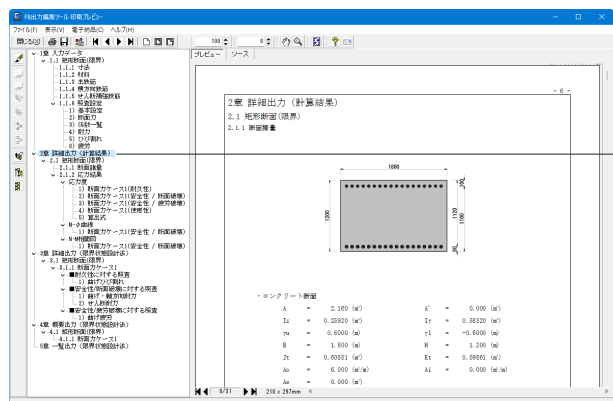 F8出力編集ツール 印刷プレビュー
ファイル(F) 表示(V) 電子納品(C) ヘルプ(H)
閉じる(X)
100
8
プレビュー ソース
1章 入力データ
1.1 矩形断面(限界)
1.1.1 寸法
1.1.2 材料
1.1.3 主鉄筋
1.1.4 横方向鉄筋
1.1.5 せん断補強鉄筋
1.1.6 照査設定
1) 基本設定
2) 断面力
3) 係数一覧
4) 耐力
5) ひび割れ
6) 疲労
2章 詳細出力 (計算結果)
2.1 矩形断面(限界)
2.1.1 断面諸量
2.1.2 応力結果
応力度
1) 断面力ケース1(耐久性)
2) 断面力ケース1(安全性 / 断面破壊)
3) 断面力ケース1(安全性 / 疲労破壊)
4) 断面力ケース1(使用性)
5) 算出式
M-φ曲線
1) 断面力ケース1(安全性 / 断面破壊)
N-M相関図
1) 断面力ケース1(安全性 / 断面破壊)
3章 詳細出力 (限界状態設計法)
3.1 矩形断面(限界)
3.1.1 断面力ケース1
■耐久性に対する照査
1) 曲げひび割れ
■安全性/断面破壊に対する照査
1) 曲げ・軸方向耐力
2) せん断耐力
■安全性/疲労破壊に対する照査
1) 曲げ疲労
4章 概要出力 (限界状態設計法)
4.1 矩形断面(限界)
4.1.1 断面力ケース1
5章 一覧出力 (限界状態設計法)
- 6 -
2章 詳細出力 (計算結果)
2.1 矩形断面(限界)
2.1.1 断面諸量
1800
1200
100
1120
1100
80
・コンクリート断面
A = 2.160 (m²) A' = 0.000 (m²)
Iz = 0.25920 (m⁴) Iy = 0.58320 (m⁴)
yu = 0.6000 (m) yl = -0.6000 (m)
B = 1.800 (m) H = 1.200 (m)
Jt = 0.60851 (m⁴) Kt = 0.59861 (m³)
Ao = 6.000 (m²/m) Ai = 0.000 (m²/m)
As = 0.000 (m²)
8/31 210 × 297mm